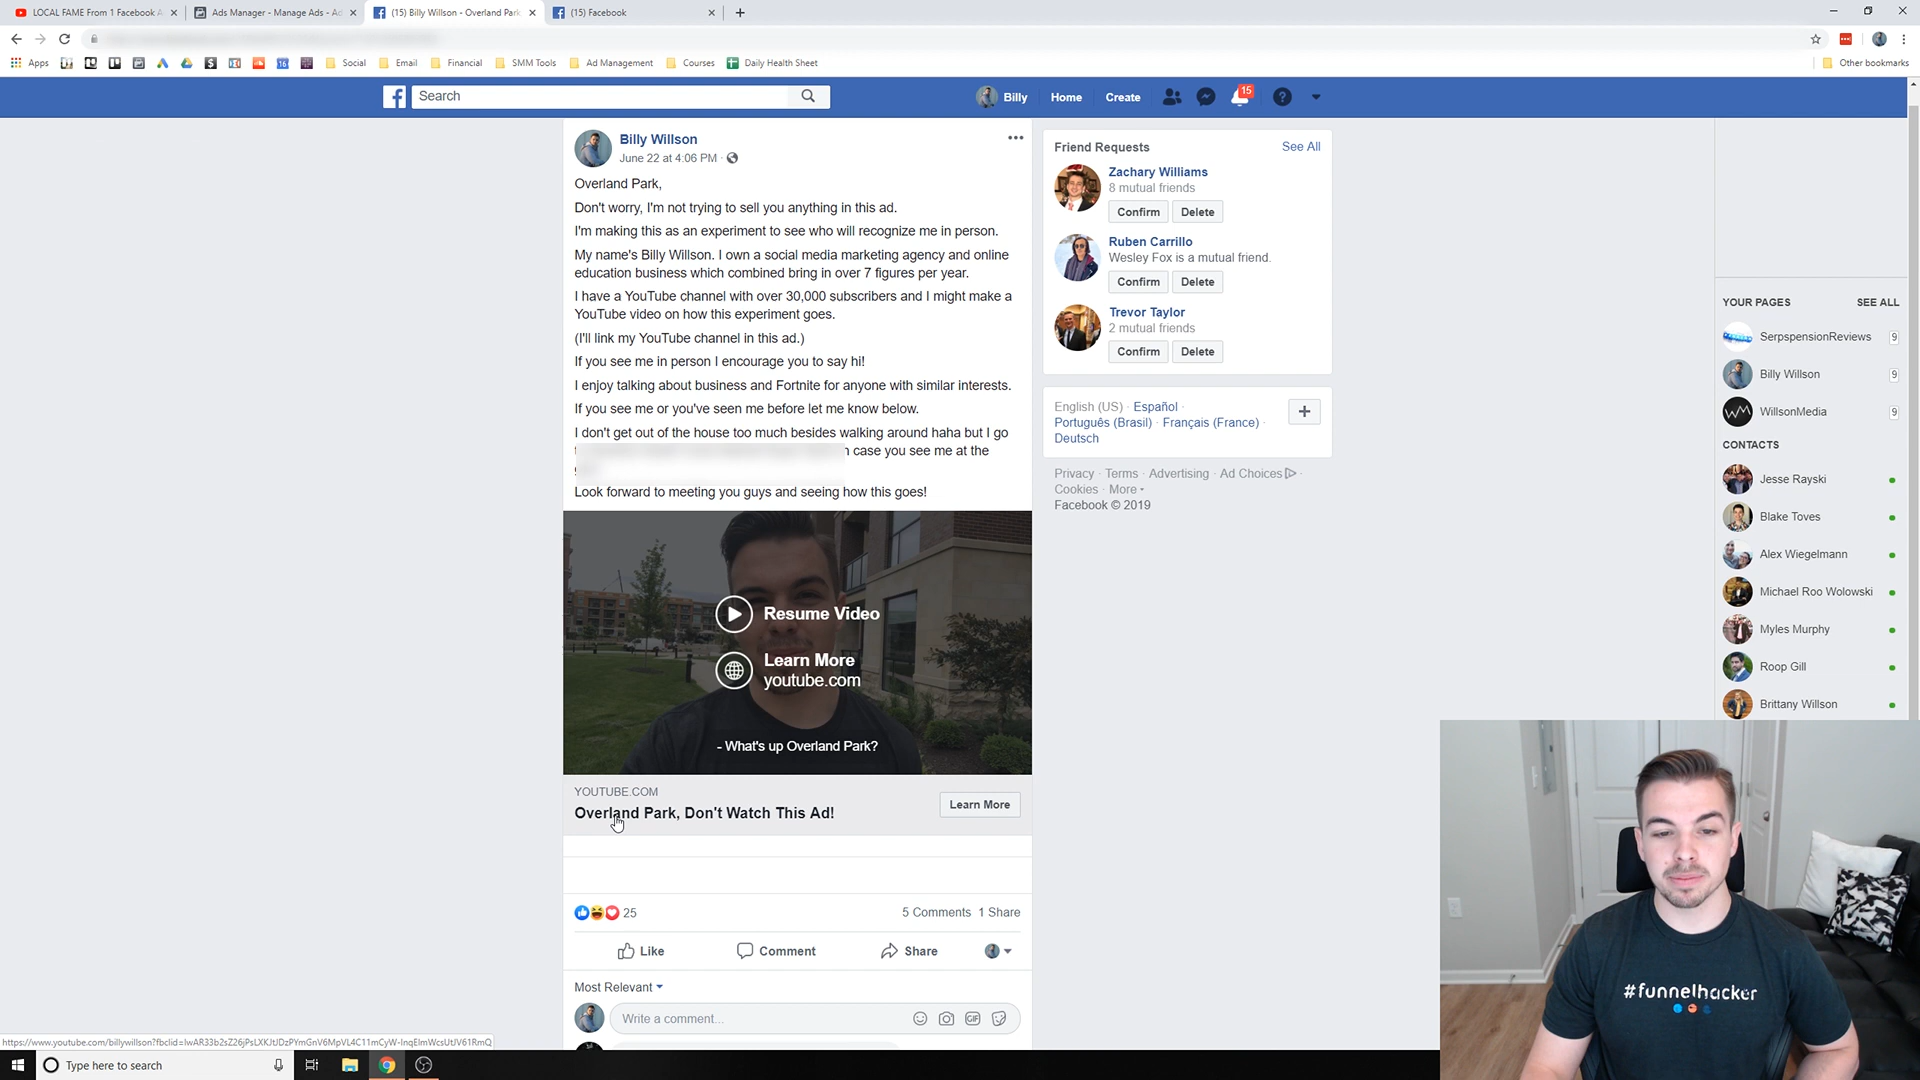 LOCAL FAME From 1 Facebook A
Ads Manager - Manage Ads - Ad
(15) Billy Willson - Overland Park
(15) Facebook
Apps
Social
Email
Financial
SMM Tools
Ad Management
Courses
Daily Health Sheet
Other bookmarks
Search
Billy
Home
Create
15
Billy Willson
June 22 at 4:06 PM
Overland Park,
Don't worry, I'm not trying to sell you anything in this ad.
I'm making this as an experiment to see who will recognize me in person.
My name's Billy Willson. I own a social media marketing agency and online
education business which combined bring in over 7 figures per year.
I have a YouTube channel with over 30,000 subscribers and I might make a
YouTube video on how this experiment goes.
(I'll link my YouTube channel in this ad.)
If you see me in person I encourage you to say hi!
I enjoy talking about business and Fortnite for anyone with similar interests.
If you see me or you've seen me before let me know below.
I don't get out of the house too much besides walking around haha but I go
case you see me at the
Look forward to meeting you guys and seeing how this goes!
Resume Video
Learn More
youtube.com
- What's up Overland Park?
YOUTUBE.COM
Overland Park, Don't Watch This Ad!
Learn More
25
5 Comments 1 Share
Like
Comment
Share
Most Relevant
Write a comment...
GIF
Friend Requests
See All
Zachary Williams
8 mutual friends
Confirm
Delete
Ruben Carrillo
Wesley Fox is a mutual friend.
Confirm
Delete
Trevor Taylor
2 mutual friends
Confirm
Delete
English (US) · Español ·
Português (Brasil) · Français (France) ·
Deutsch
Privacy · Terms · Advertising · Ad Choices ·
Cookies · More
Facebook © 2019
YOUR PAGES
SEE ALL
SerpspensionReviews
9
Billy Willson
9
WillsonMedia
9
CONTACTS
Jesse Rayski
Blake Toves
Alex Wiegelmann
Michael Roo Wolowski
Myles Murphy
Roop Gill
Brittany Willson
#funnelhacker
Type here to search